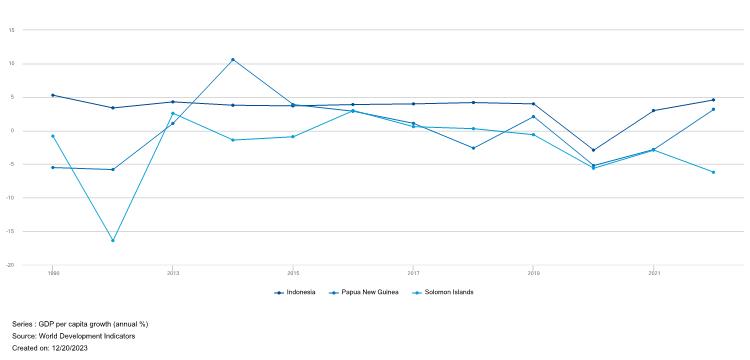 15
10
5
0
-5
-10
-15
-20
1990 2013 2015 2017 2019 2021
Indonesia Papua New Guinea Solomon Islands
Series : GDP per capita growth (annual %)
Source: World Development Indicators
Created on: 12/20/2023